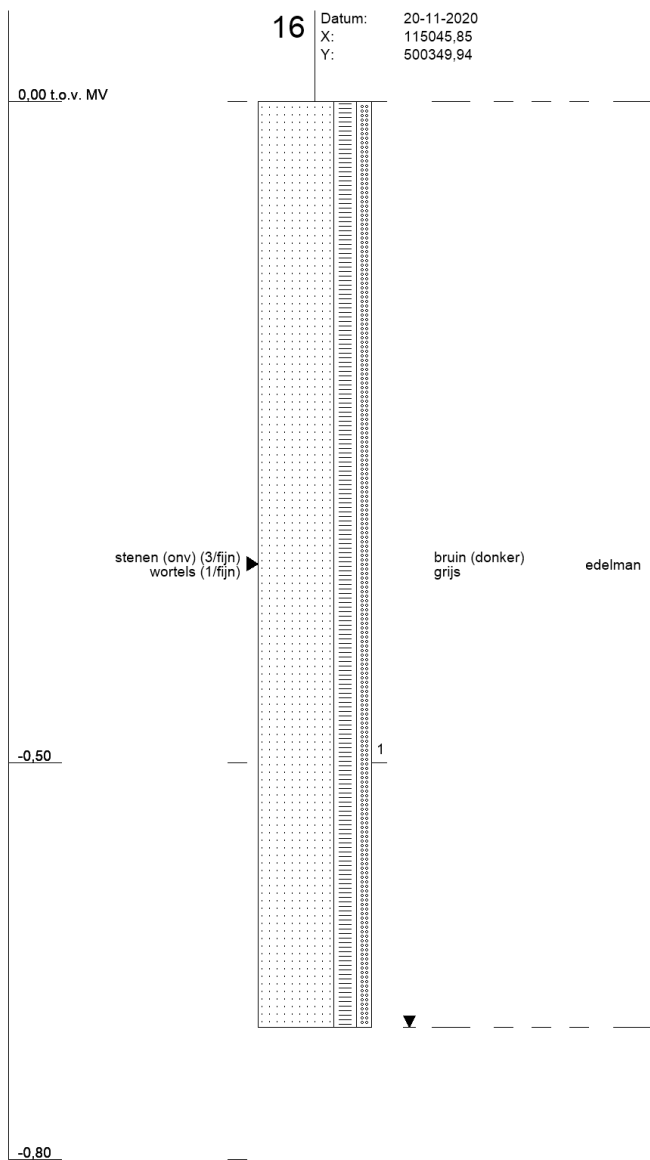 16
Datum: 20-11-2020
X: 115045,85
Y: 500349,94
0,00 t.o.v. MV
stenen (onv) (3/fijn)
wortels (1/fijn)
bruin (donker)
grijs
edelman
-0,50
1
-0,80